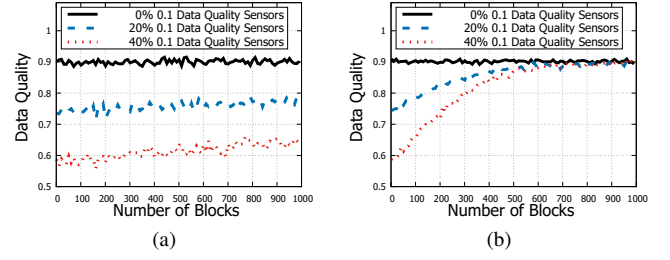 0% 0.1 Data Quality Sensors
20% 0.1 Data Quality Sensors
40% 0.1 Data Quality Sensors
Data Quality
1
0.9
0.8
0.7
0.6
0.5
0 100 200 300 400 500 600 700 800 900 1000
Number of Blocks
(a)
0% 0.1 Data Quality Sensors
20% 0.1 Data Quality Sensors
40% 0.1 Data Quality Sensors
Data Quality
1
0.9
0.8
0.7
0.6
0.5
0 100 200 300 400 500 600 700 800 900 1000
Number of Blocks
(b)